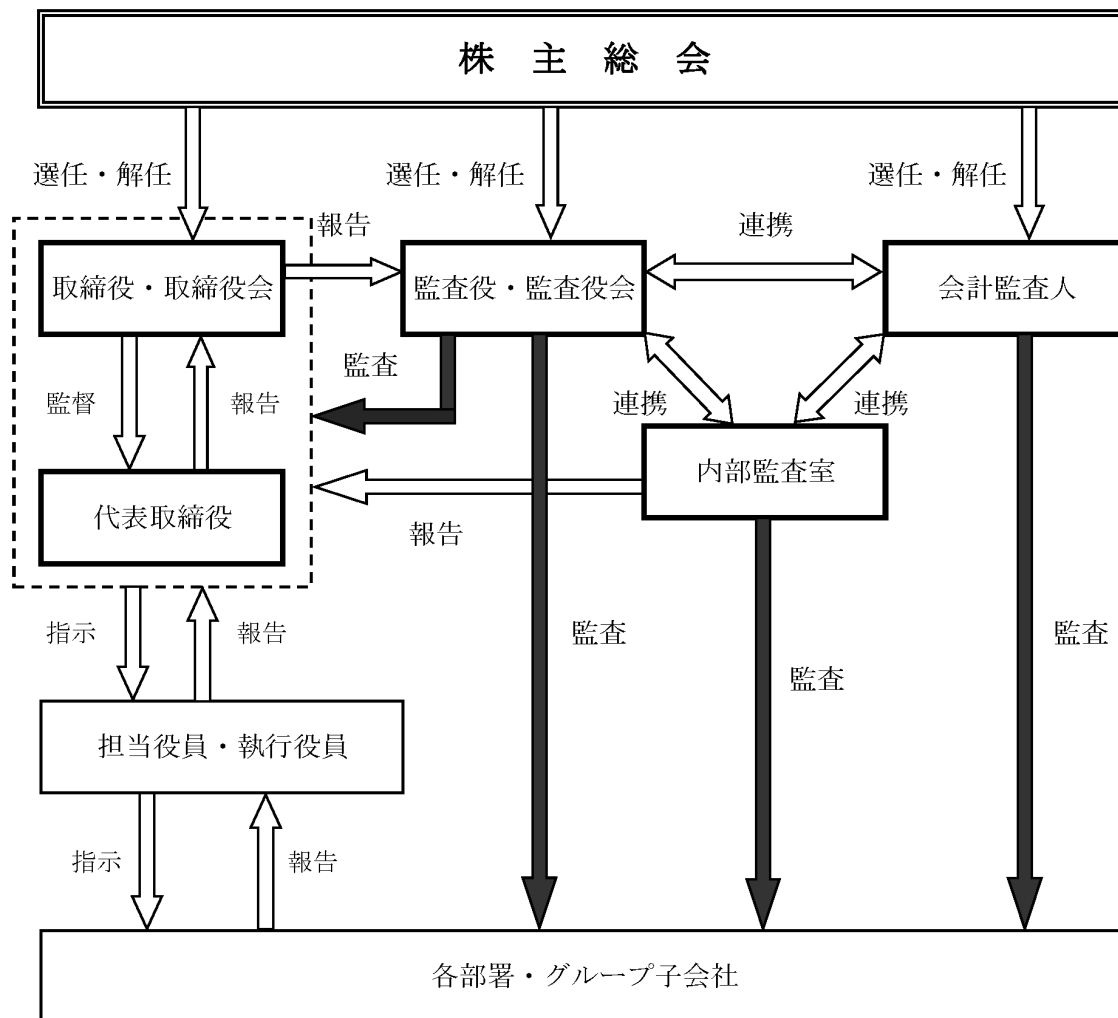 株主総会
選任・解任
選任・解任
選任・解任
報告
連携
取締役・取締役会
監査役・監査役会
会計監査人
監査
監督
報告
連携
連携
内部監査室
代表取締役
報告
指示
報告
監査
監査
監査
担当役員・執行役員
指示
報告
各部署・グループ子会社